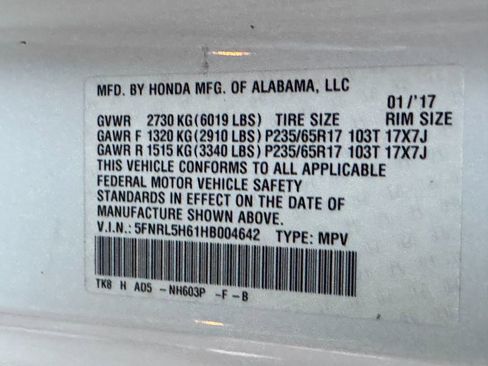 MFD. BY HONDA MFG. OF ALABAMA, LLC
01/'17
GVWR 2730 KG(6019 LBS) TIRE SIZE RIM SIZE
GAWR F 1320 KG(2910 LBS) P235/65R17 103T 17X7J
GAWR R 1515 KG(3340 LBS) P235/65R17 103T 17X7J
THIS VEHICLE CONFORMS TO ALL APPLICABLE
FEDERAL MOTOR VEHICLE SAFETY
STANDARDS IN EFFECT ON THE DATE OF
MANUFACTURE SHOWN ABOVE.
V.I.N.: 5FNRL5H61HB004642 TYPE: MPV
TK8 H AD5 -NH603P -F-B